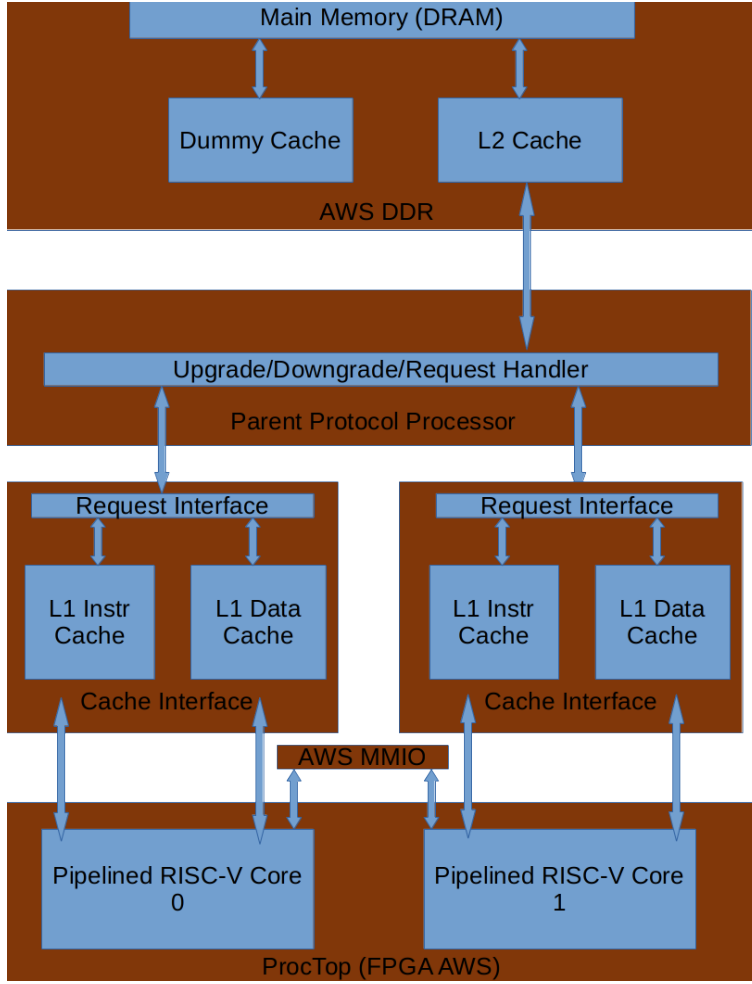 Main Memory (DRAM)
Dummy Cache
L2 Cache
AWS DDR
Upgrade/Downgrade/Request Handler
Parent Protocol Processor
Request Interface
Request Interface
L1 Instr
Cache
L1 Data
Cache
L1 Instr
Cache
L1 Data
Cache
Cache Interface
Cache Interface
AWS MMIO
Pipelined RISC-V Core
0
Pipelined RISC-V Core
1
ProcTop (FPGA AWS)